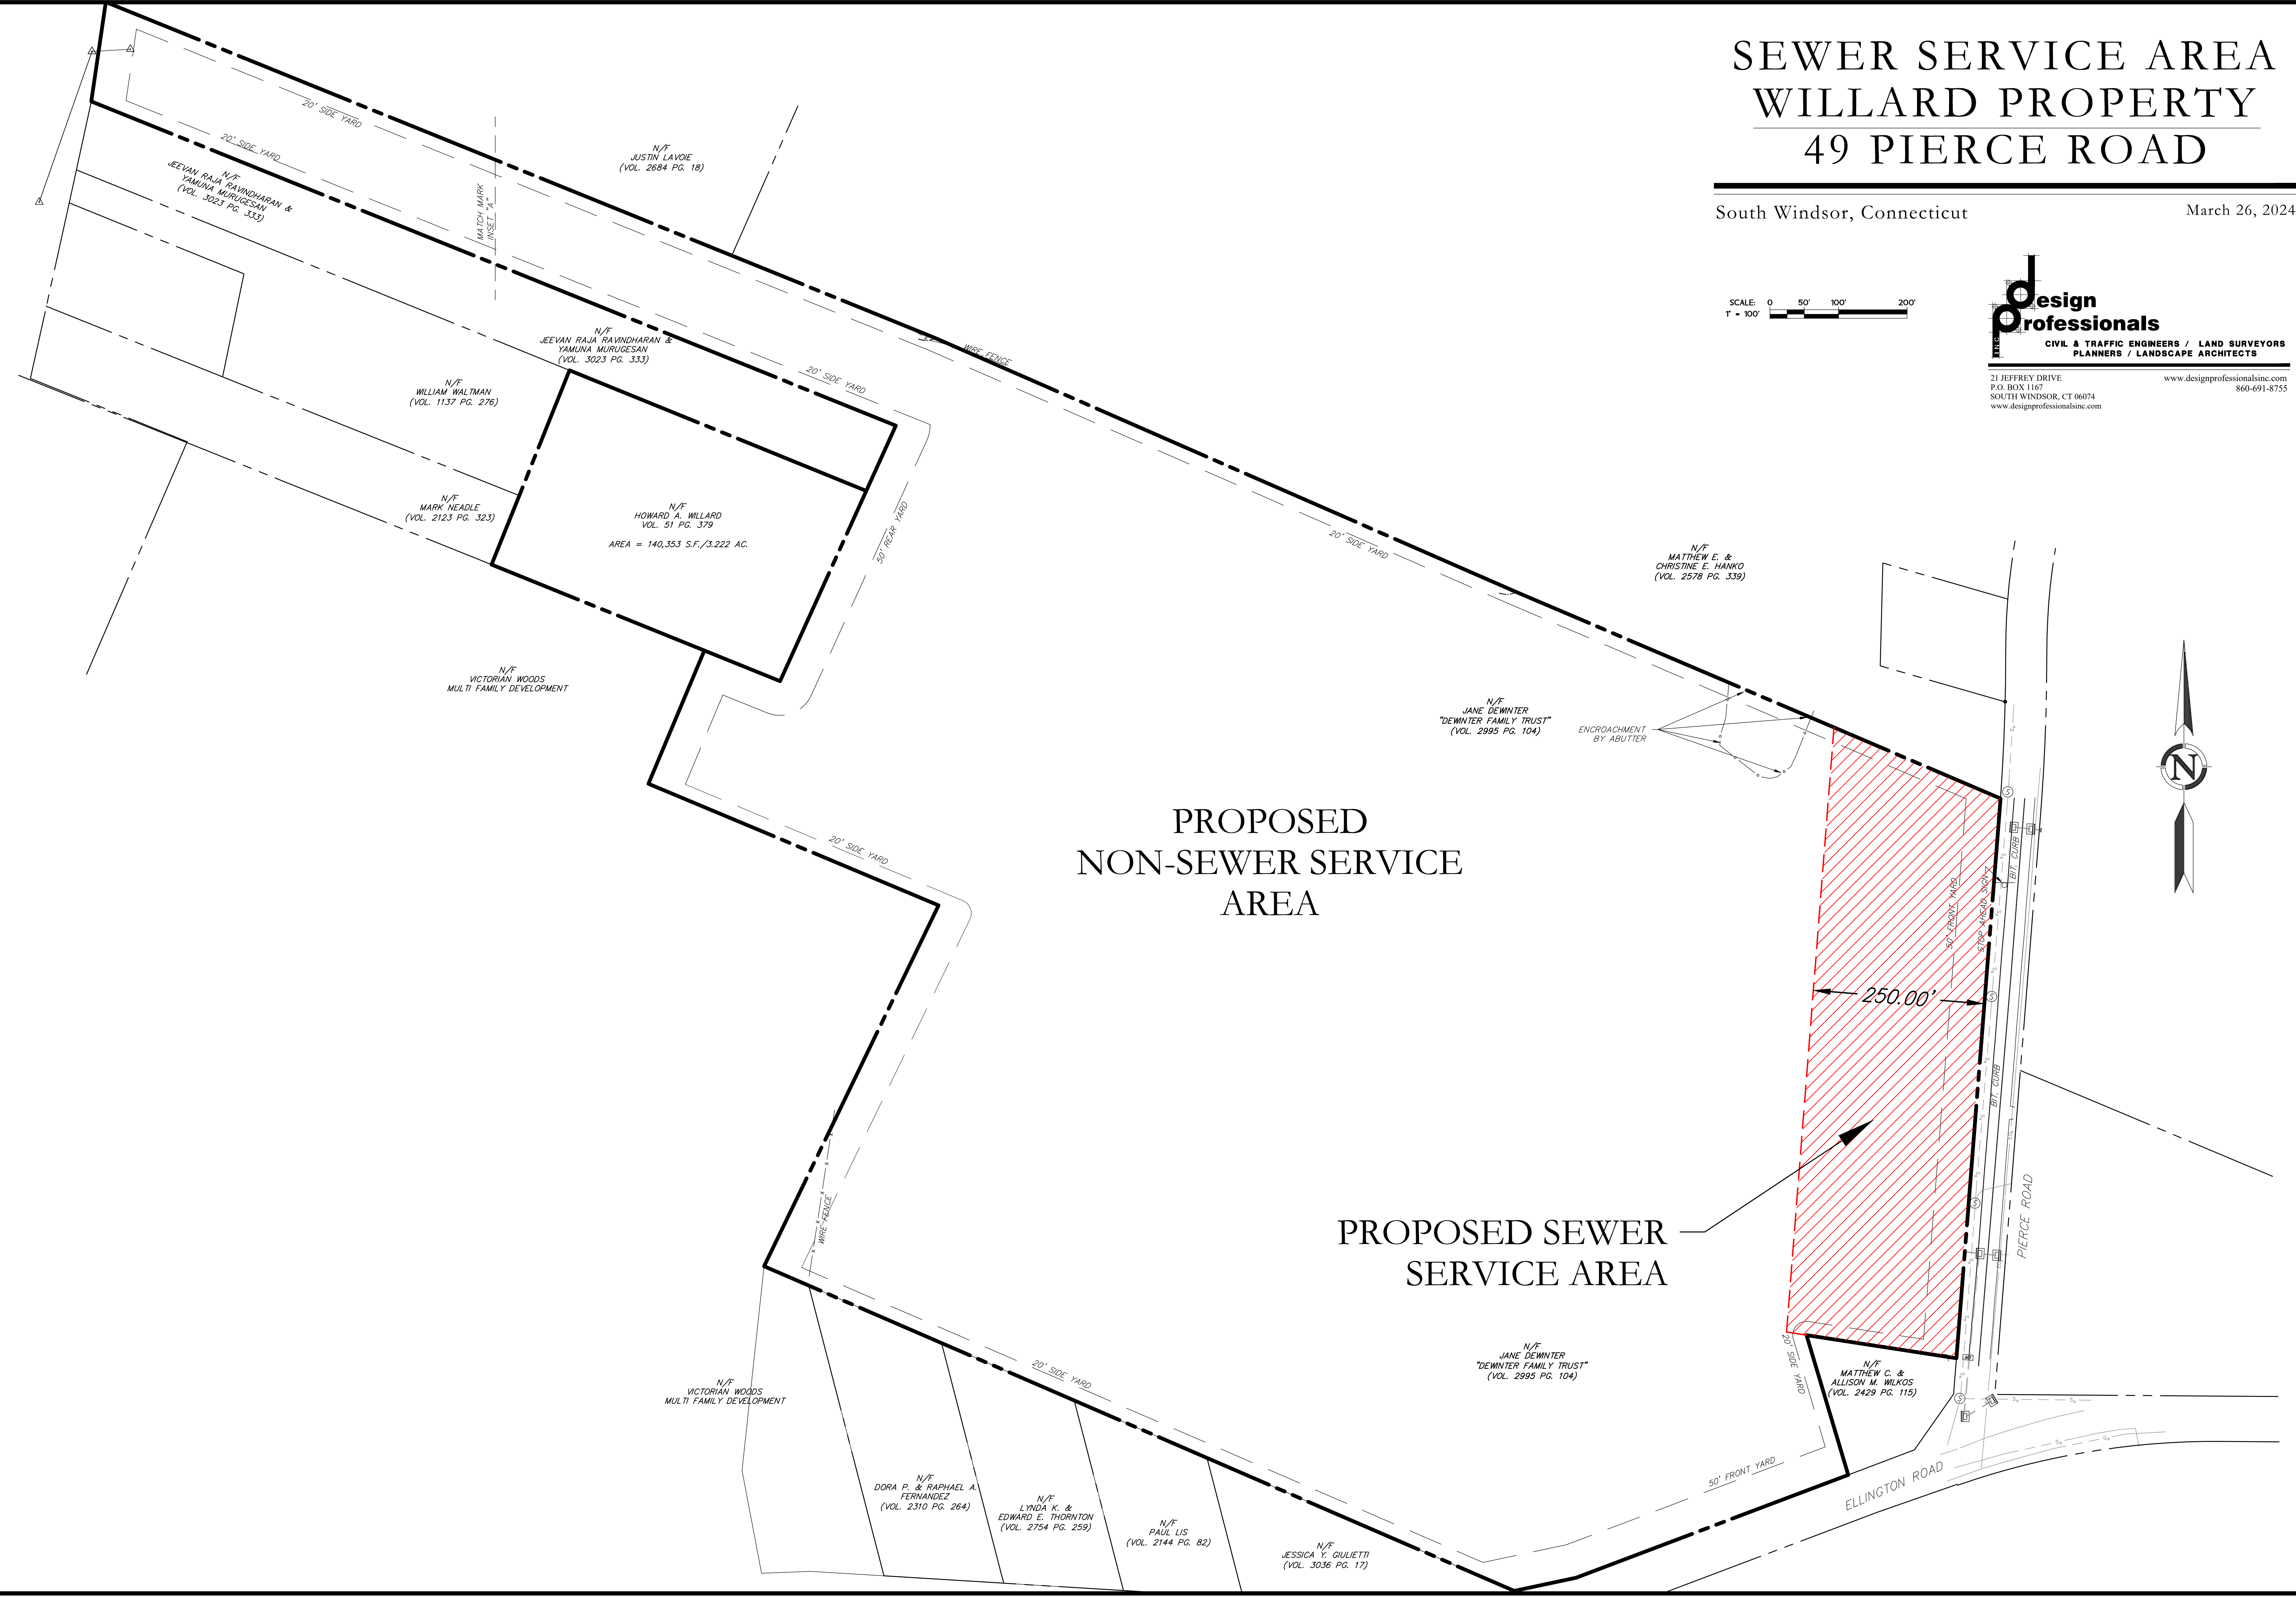 SEWER SERVICE AREA
WILLARD PROPERTY
49 PIERCE ROAD
South Windsor, Connecticut
March 26, 2024
SCALE: 0 50' 100' 200'
1" = 100'
design
professionals
INC
CIVIL & TRAFFIC ENGINEERS / LAND SURVEYORS
PLANNERS / LANDSCAPE ARCHITECTS
21 JEFFREY DRIVE
P.O. BOX 1167
SOUTH WINDSOR, CT 06074
www.designprofessionalsinc.com
www.designprofessionalsinc.com
860-691-8755
20' SIDE YARD
20' SIDE YARD
N/F
JEEVAN RAJA RAVINDHARAN &
YAMUNA MURUGESAN
(VOL. 3023 PG. 333)
MATCH MARK
INSET "A"
N/F
JUSTIN LAVOIE
(VOL. 2684 PG. 18)
WIRE FENCE
N/F
JEEVAN RAJA RAVINDHARAN &
YAMUNA MURUGESAN
(VOL. 3023 PG. 333)
20' SIDE YARD
N/F
WILLIAM WALTMAN
(VOL. 1137 PG. 276)
N/F
MARK NEADLE
(VOL. 2123 PG. 323)
N/F
HOWARD A. WILLARD
VOL. 51 PG. 379
AREA = 140,353 S.F./3.222 AC.
50' REAR YARD
20' SIDE YARD
N/F
MATTHEW E. &
CHRISTINE E. HANKO
(VOL. 2578 PG. 339)
N/F
VICTORIAN WOODS
MULTI FAMILY DEVELOPMENT
N/F
JANE DEWINTER
"DEWINTER FAMILY TRUST"
(VOL. 2995 PG. 104)
ENCROACHMENT
BY ABUTTER
N
PROPOSED
NON-SEWER SERVICE
AREA
20' SIDE YARD
BIT. CURB
50' FRONT YARD
STOP AHEAD SIGN
250.00'
BIT. CURB
PIERCE ROAD
WIRE FENCE
PROPOSED SEWER
SERVICE AREA
20' SIDE YARD
N/F
JANE DEWINTER
"DEWINTER FAMILY TRUST"
(VOL. 2995 PG. 104)
20' SIDE YARD
N/F
MATTHEW C. &
ALLISON M. WILKOS
(VOL. 2429 PG. 115)
N/F
VICTORIAN WOODS
MULTI FAMILY DEVELOPMENT
50' FRONT YARD
ELLINGTON ROAD
N/F
DORA P. & RAPHAEL A.
FERNANDEZ
(VOL. 2310 PG. 264)
N/F
LYNDA K. &
EDWARD E. THORNTON
(VOL. 2754 PG. 259)
N/F
PAUL LIS
(VOL. 2144 PG. 82)
N/F
JESSICA Y. GIULIETTI
(VOL. 3036 PG. 17)